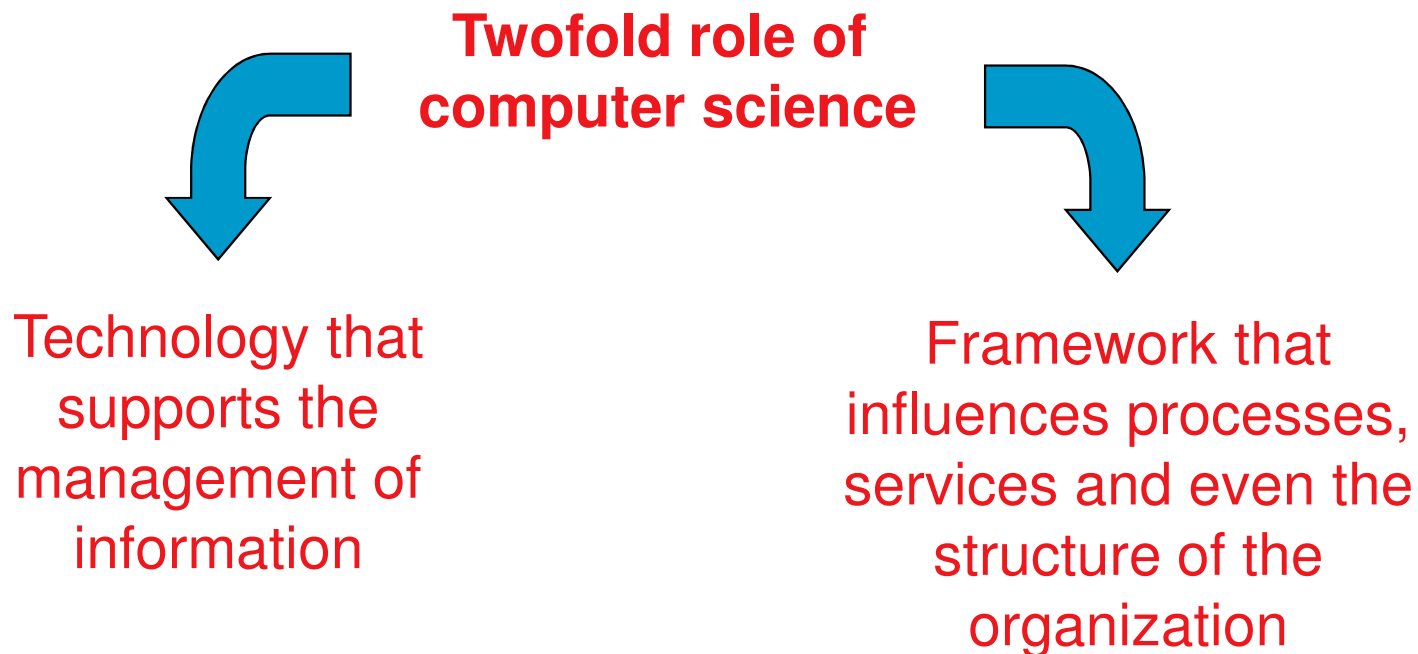 Twofold role of
computer science
Technology that
supports the
management of
information
Framework that
influences processes,
services and even the
structure of the
organization